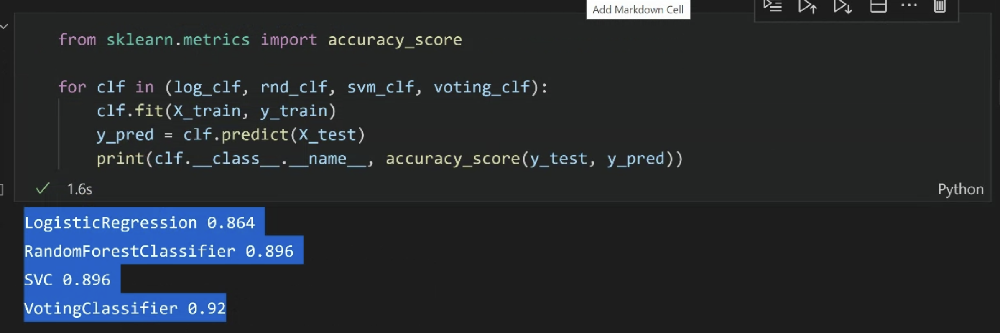 Add Markdown Cell
from sklearn.metrics import accuracy_score
for clf in (log_clf, rnd_clf, svm_clf, voting_clf):
    clf.fit(X_train, y_train)
    y_pred = clf.predict(X_test)
    print(clf.__class__.__name__, accuracy_score(y_test, y_pred))
] 1.6s Python
LogisticRegression 0.864
RandomForestClassifier 0.896
SVC 0.896
VotingClassifier 0.92